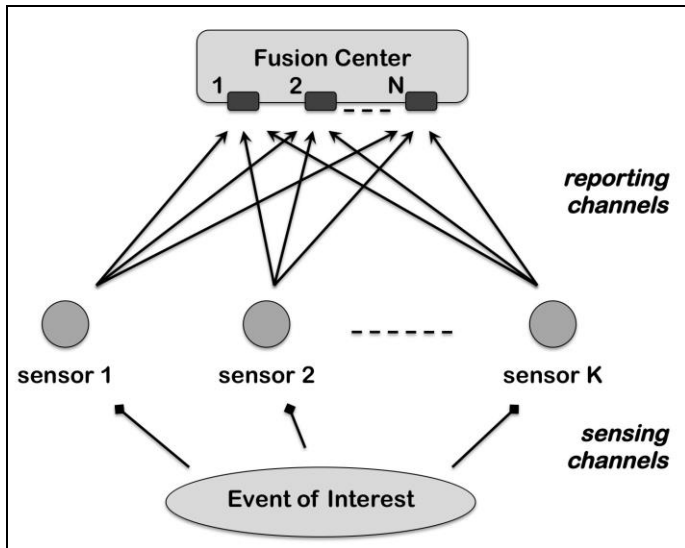 Fusion Center
1 2 N
reporting
channels
sensor 1 sensor 2 sensor K
sensing
channels
Event of Interest